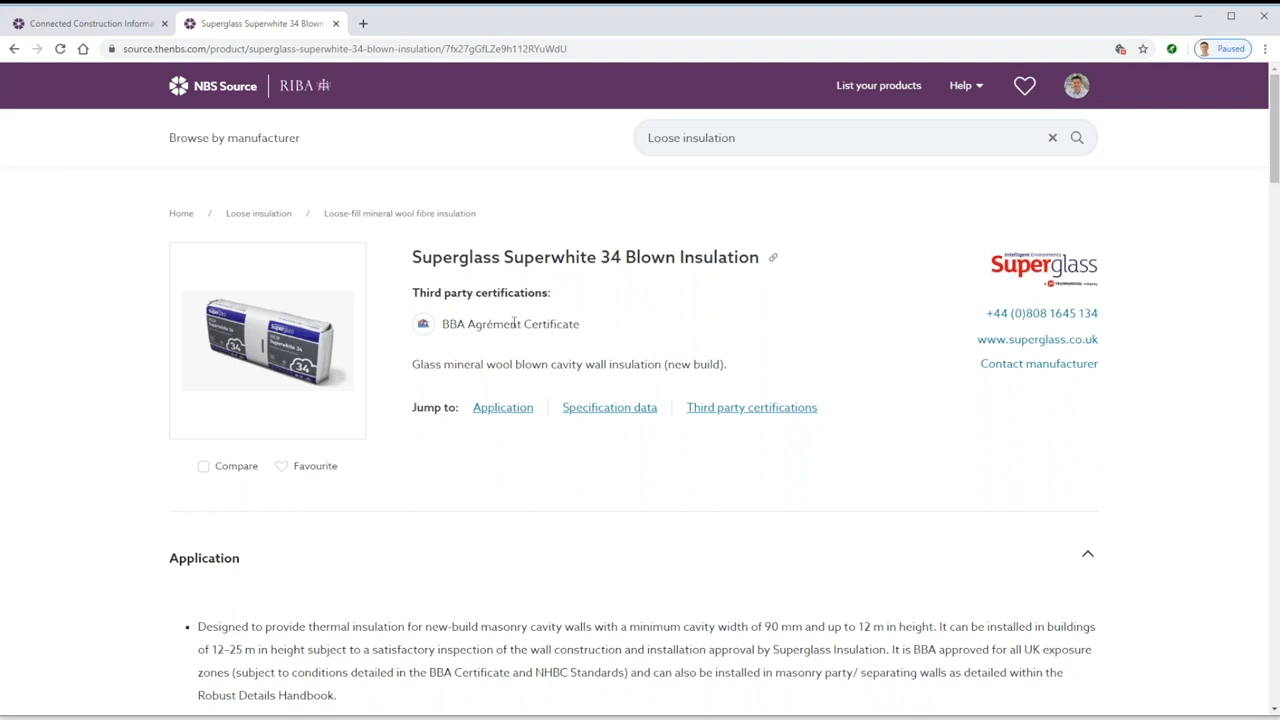 Connected Construction Informa
Superglass Superwhite 34 Blown
source.thenbs.com/product/superglass-superwhite-34-blown-insulation/7fx27gGfLZe9h112RYuWdU
Paused
NBS Source
RIBA
List your products
Help
Browse by manufacturer
Loose insulation
Home / Loose insulation / Loose-fill mineral wool fibre insulation
Superglass Superwhite 34 Blown Insulation
Third party certifications:
BBA
BBA Agrément Certificate
Glass mineral wool blown cavity wall insulation (new build).
Jump to: Application Specification data Third party certifications
Intelligent Environments
Superglass
+44 (0)808 1645 134
www.superglass.co.uk
Contact manufacturer
34
34
Compare
Favourite
Application
• Designed to provide thermal insulation for new-build masonry cavity walls with a minimum cavity width of 90 mm and up to 12 m in height. It can be installed in buildings
of 12–25 m in height subject to a satisfactory inspection of the wall construction and installation approval by Superglass Insulation. It is BBA approved for all UK exposure
zones (subject to conditions detailed in the BBA Certificate and NHBC Standards) and can also be installed in masonry party/ separating walls as detailed within the
Robust Details Handbook.